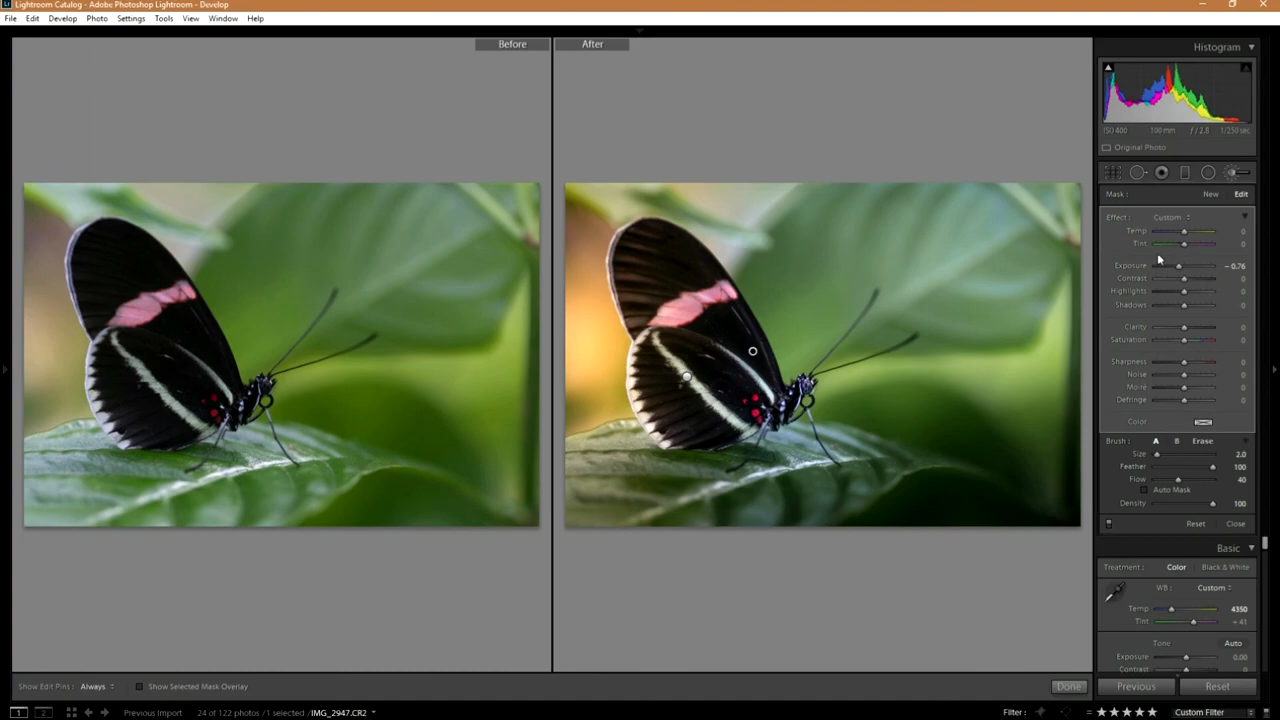 Lr Lightroom Catalog - Adobe Photoshop Lightroom - Develop
File Edit Develop Photo Settings Tools View Window Help
Before After
Histogram
ISO 400 100 mm ƒ / 2.8 1/250 sec
Original Photo
Mask : New Edit
Effect : Custom
Temp 0
Tint 0
Exposure – 0.76
Contrast 0
Highlights 0
Shadows 0
Clarity 0
Saturation 0
Sharpness 0
Noise 0
Moiré 0
Defringe 0
Color
Brush : A B Erase
Size 2.0
Feather 100
Flow 40
Auto Mask
Density 100
Reset Close
Basic
Treatment : Color Black & White
WB : Custom
Temp 4350
Tint + 41
Tone Auto
Exposure 0.00
Contrast
Show Edit Pins : Always Show Selected Mask Overlay Done Previous Reset
1 2 Previous Import 24 of 122 photos / 1 selected / IMG_2947.CR2 Filter : Custom Filter